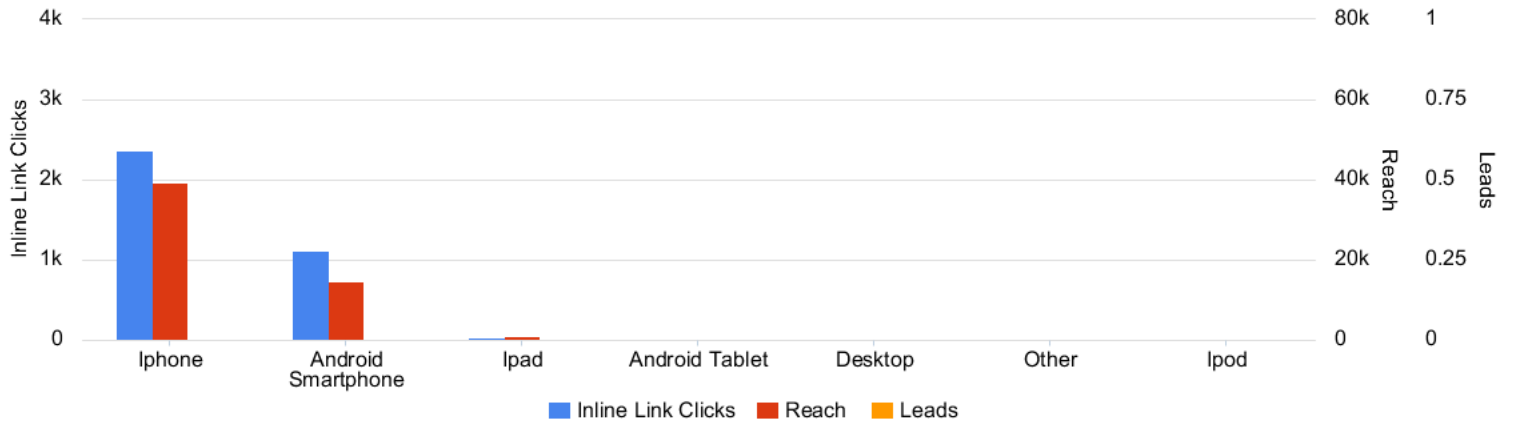 4k
3k
2k
1k
0
Inline Link Clicks
80k
60k
40k
20k
0
Reach
1
0.75
0.5
0.25
0
Leads
Iphone
Android
Smartphone
Ipad
Android Tablet
Desktop
Other
Ipod
Inline Link Clicks
Reach
Leads